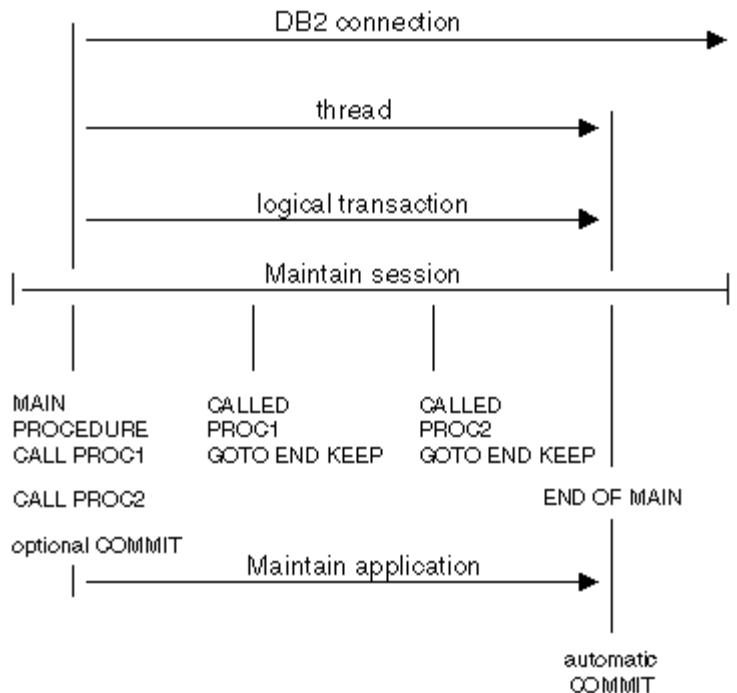 DB2 connection
thread
logical transaction
Maintain session
MAIN
PROCEDURE
CALL PROC1
CALL PROC2
optional COMMIT
CALLED
PROC1
GOTO END KEEP
CALLED
PROC2
GOTO END KEEP
END OF MAIN
Maintain application
automatic
COMMIT